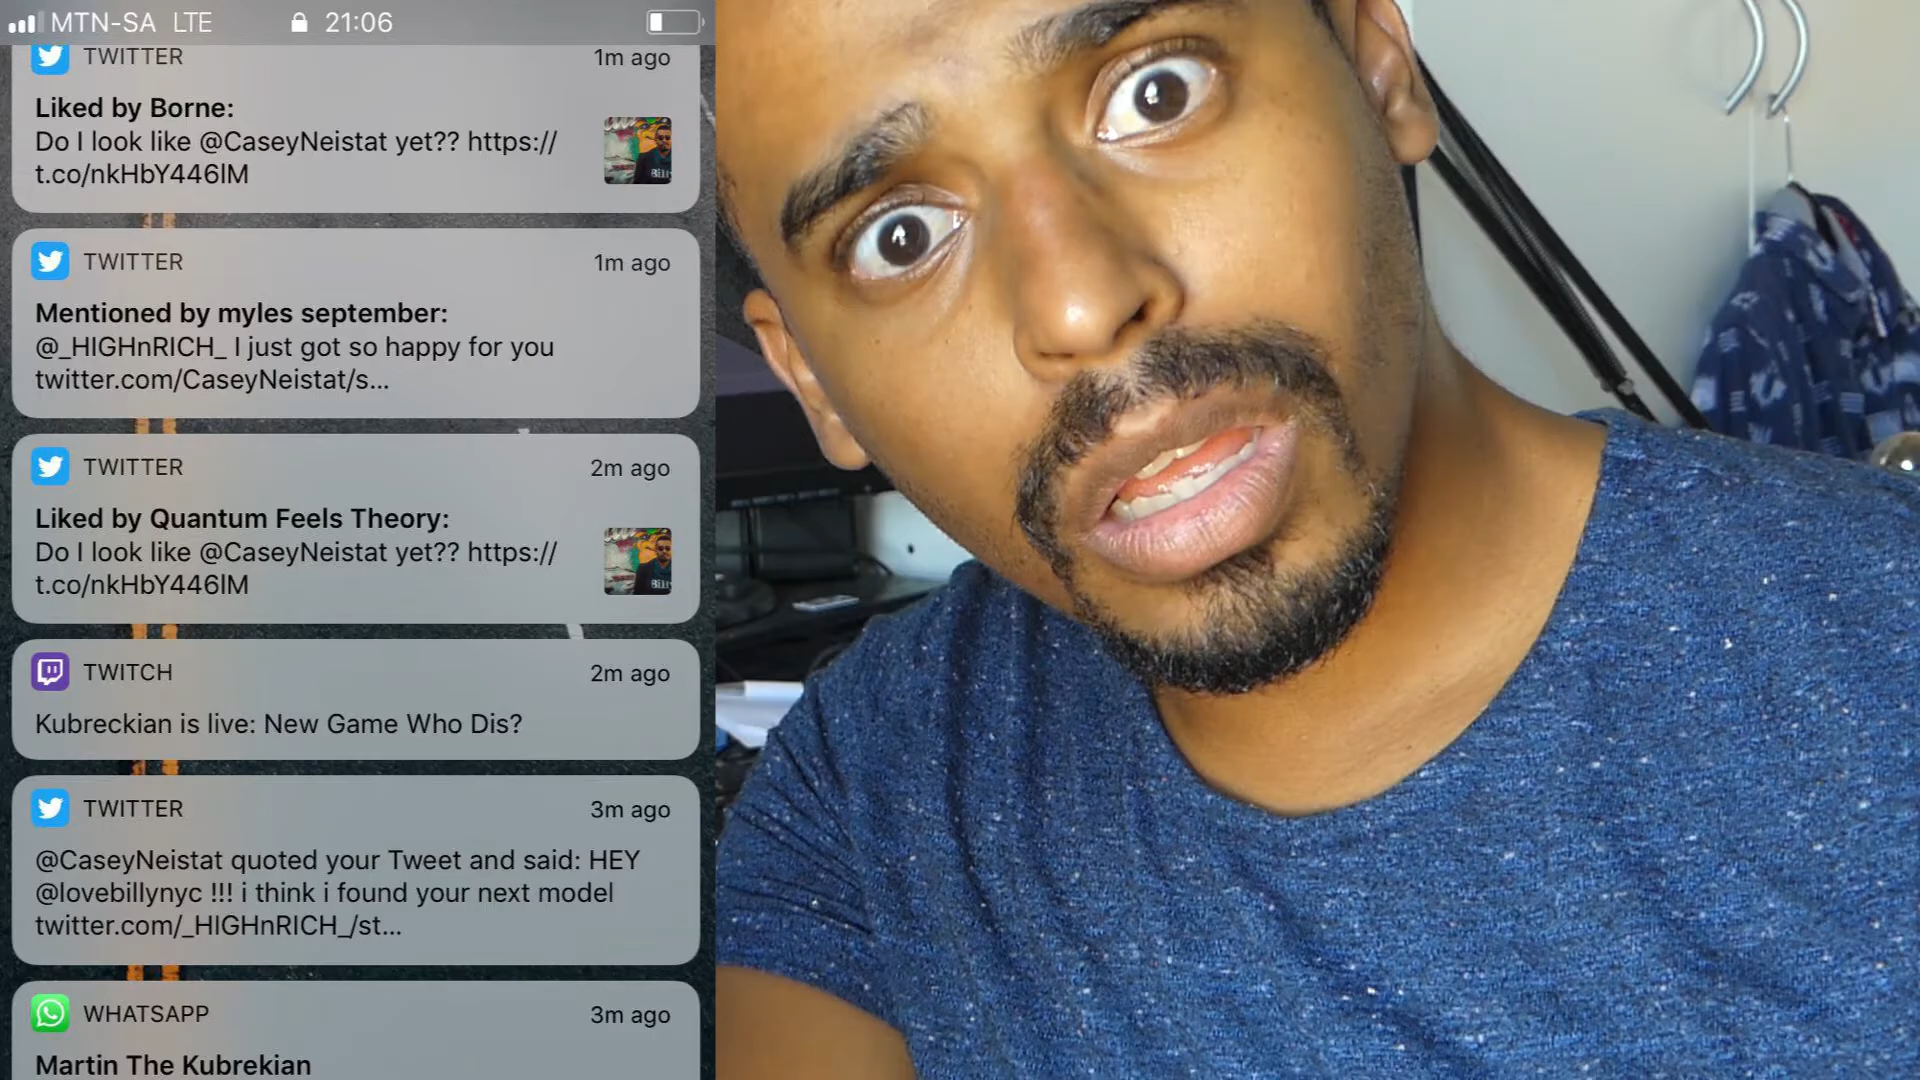 MTN-SA LTE 21:06
TWITTER 1m ago
Liked by Borne:
Do I look like @CaseyNeistat yet?? https://
t.co/nkHbY446lM
Billy
TWITTER 1m ago
Mentioned by myles september:
@_HIGHnRICH_ I just got so happy for you
twitter.com/CaseyNeistat/s...
TWITTER 2m ago
Liked by Quantum Feels Theory:
Do I look like @CaseyNeistat yet?? https://
t.co/nkHbY446lM
Billy
TWITCH 2m ago
Kubreckian is live: New Game Who Dis?
TWITTER 3m ago
@CaseyNeistat quoted your Tweet and said: HEY
@lovebillynyc !!! i think i found your next model
twitter.com/_HIGHnRICH_/st...
WHATSAPP 3m ago
Martin The Kubrekian